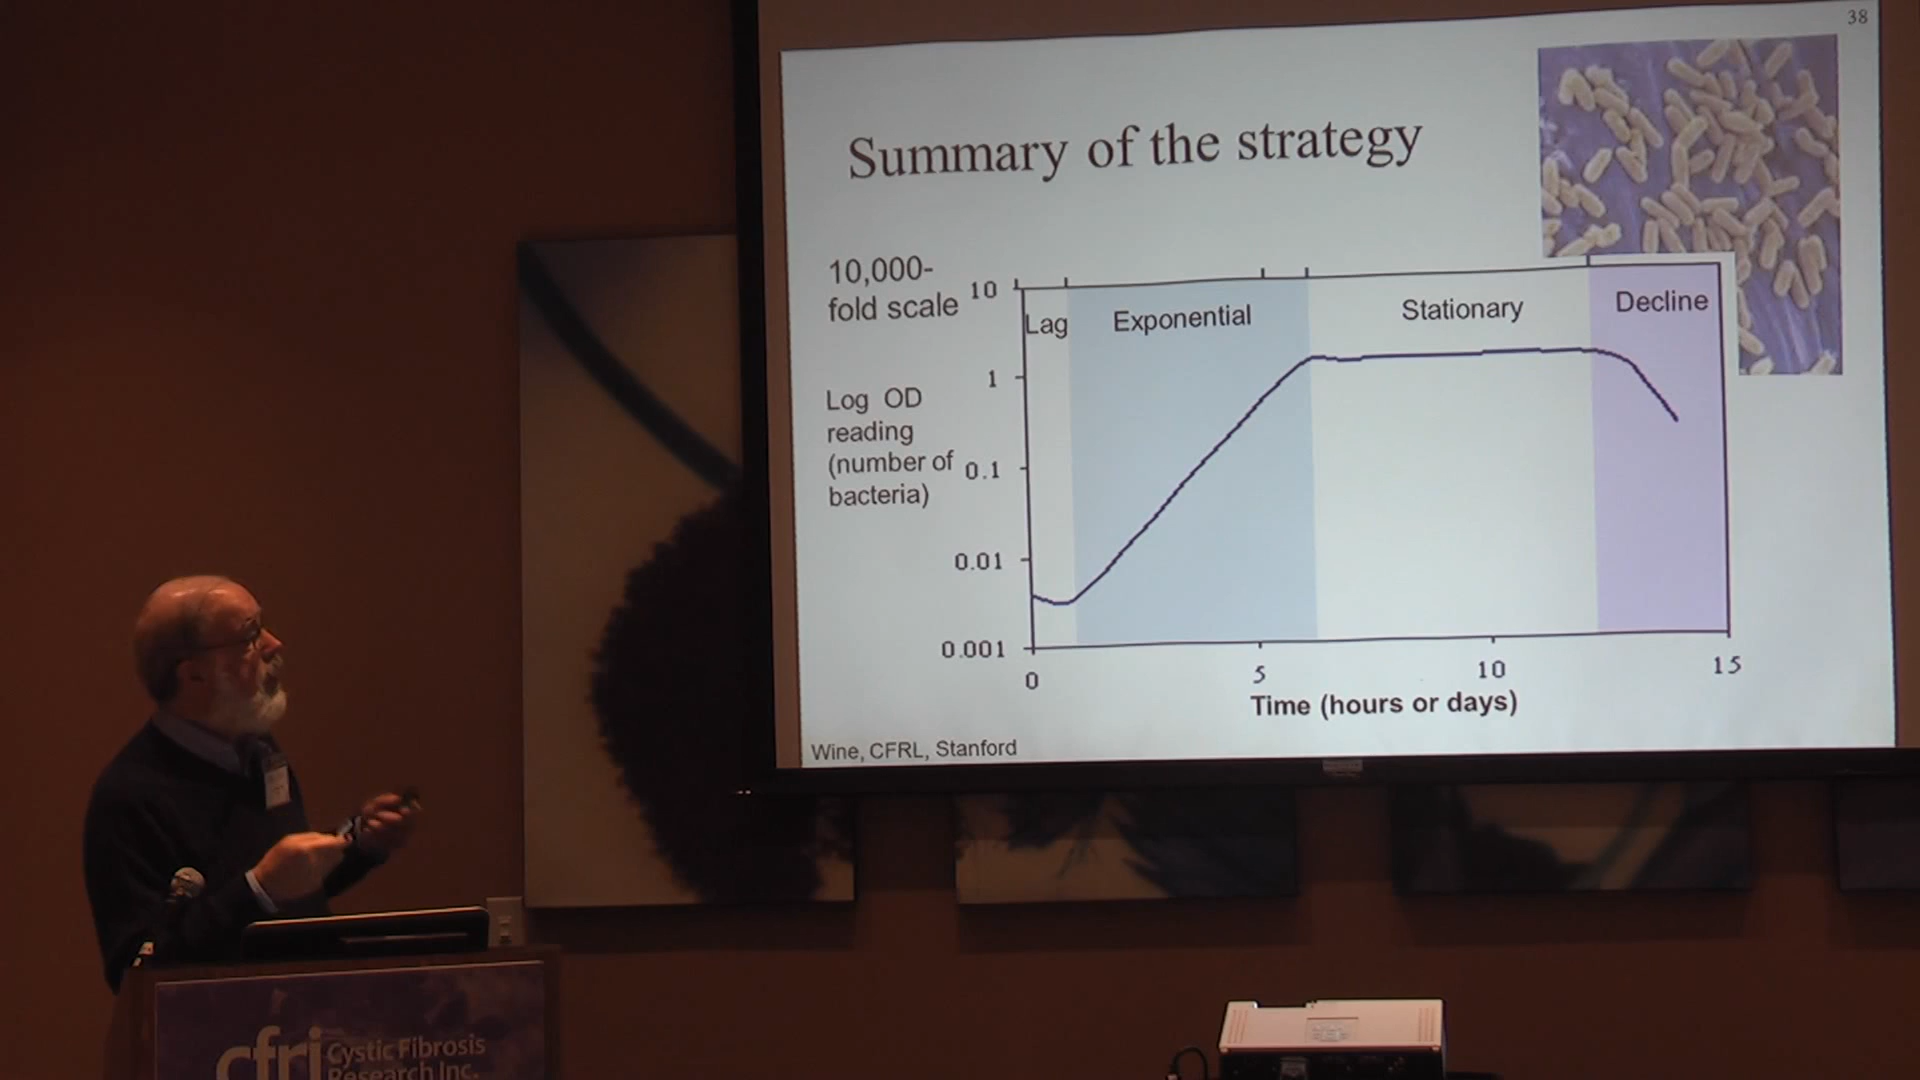 38
Summary of the strategy
10,000-
fold scale
Log OD
reading
(number of
bacteria)
10
1
0.1
0.01
0.001
Lag
Exponential
Stationary
Decline
0
5
10
15
Time (hours or days)
Wine, CFRL, Stanford
cfri
Cystic Fibrosis
Research Inc.